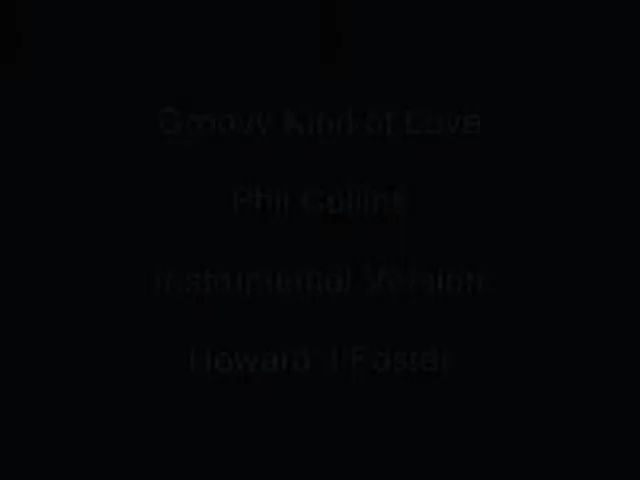 Groovy Kind of Love
Phil Collins
Instrumental Version
Howard J Foster